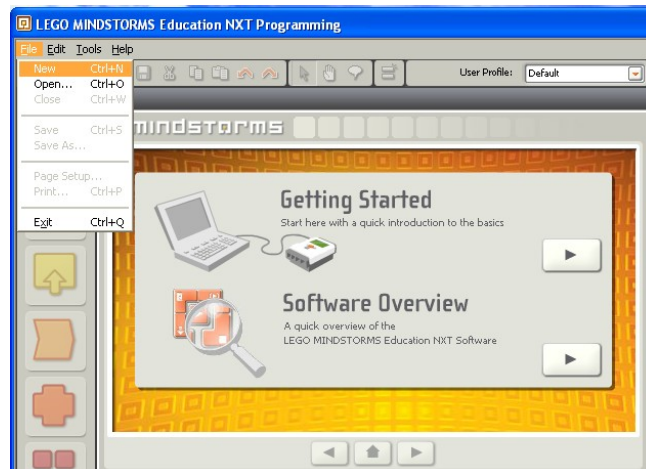 LEGO MINDSTORMS Education NXT Programming
File Edit Tools Help
New Ctrl+N
Open... Ctrl+O
Close Ctrl+W
Save Ctrl+S
Save As...
Page Setup...
Print... Ctrl+P
Exit Ctrl+Q
User Profile: Default
mindstorms
Getting Started
Start here with a quick introduction to the basics
Software Overview
A quick overview of the
LEGO MINDSTORMS Education NXT Software